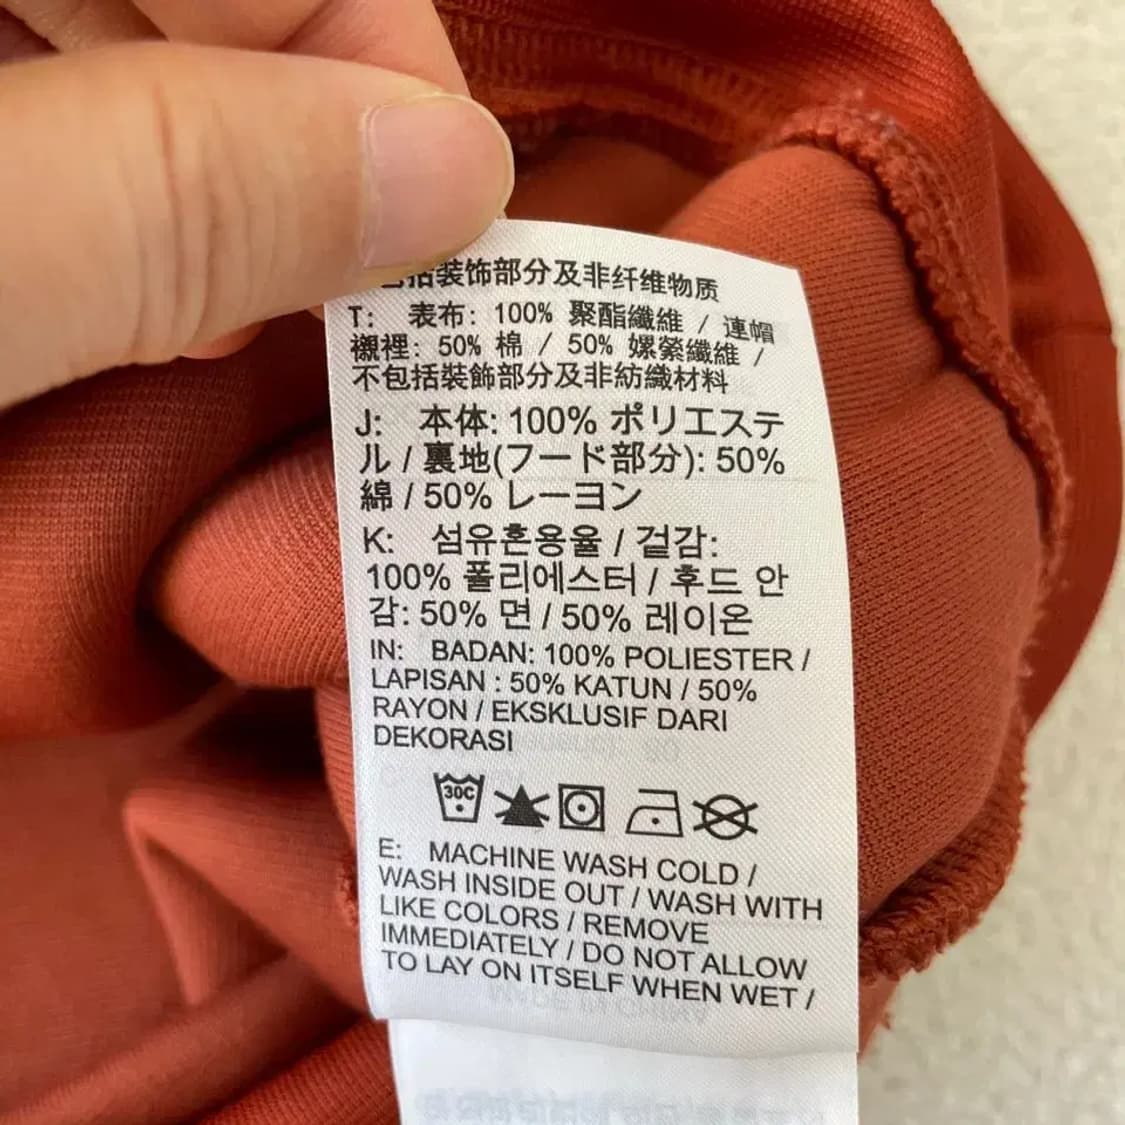 括装饰部分及非纤维物质
T: 表布: 100% 聚酯纖維 / 連帽
襯裡: 50% 棉 / 50% 嫘縈纖維 /
不包括裝飾部分及非紡織材料
J: 本体: 100% ポリエステ
ル / 裏地(フード部分): 50%
綿 / 50% レーヨン
K: 섬유혼용율 / 겉감:
100% 폴리에스터 / 후드 안
감: 50% 면 / 50% 레이온
IN: BADAN: 100% POLIESTER /
LAPISAN : 50% KATUN / 50%
RAYON / EKSKLUSIF DARI
DEKORASI
30C
E: MACHINE WASH COLD /
WASH INSIDE OUT / WASH WITH
LIKE COLORS / REMOVE
IMMEDIATELY / DO NOT ALLOW
TO LAY ON ITSELF WHEN WET /